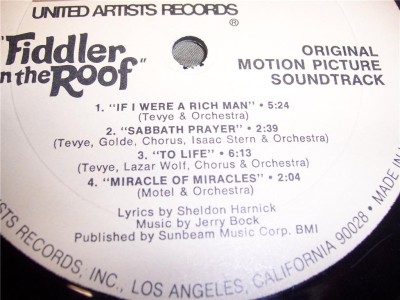 UNITED ARTISTS RECORDS
"Fiddler
on the Roof"
ORIGINAL
MOTION PICTURE
SOUNDTRACK
1. "IF I WERE A RICH MAN" • 5:24
(Tevye & Orchestra)
2. "SABBATH PRAYER" • 2:39
(Tevye, Golde, Chorus, Isaac Stern & Orchestra)
3. "TO LIFE" • 6:13
(Tevye, Lazar Wolf, Chorus & Orchestra)
4. "MIRACLE OF MIRACLES" • 2:04
(Motel & Orchestra)
Lyrics by Sheldon Harnick
Music by Jerry Bock
Published by Sunbeam Music Corp. BMI
ISTS RECORDS, INC., LOS ANGELES, CALIFORNIA 90028 • MADE IN